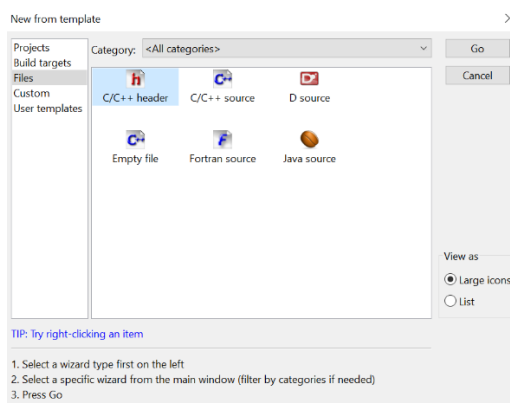 New from template
Projects
Build targets
Files
Custom
User templates
Category: <All categories>
Go
Cancel
C/C++ header
C/C++ source
D source
Empty file
Fortran source
Java source
View as
Large icons
List
TIP: Try right-clicking an item
1. Select a wizard type first on the left
2. Select a specific wizard from the main window (filter by categories if needed)
3. Press Go